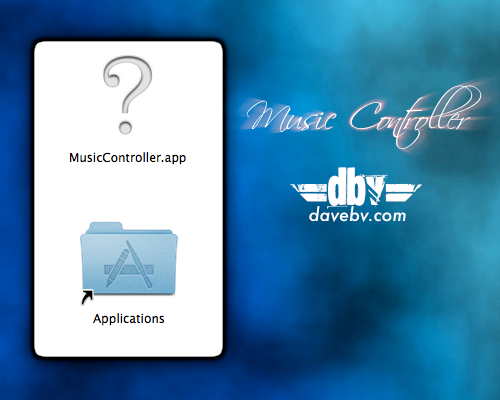 MusicController.app
Applications
Music Controller
dbv
davebv.com